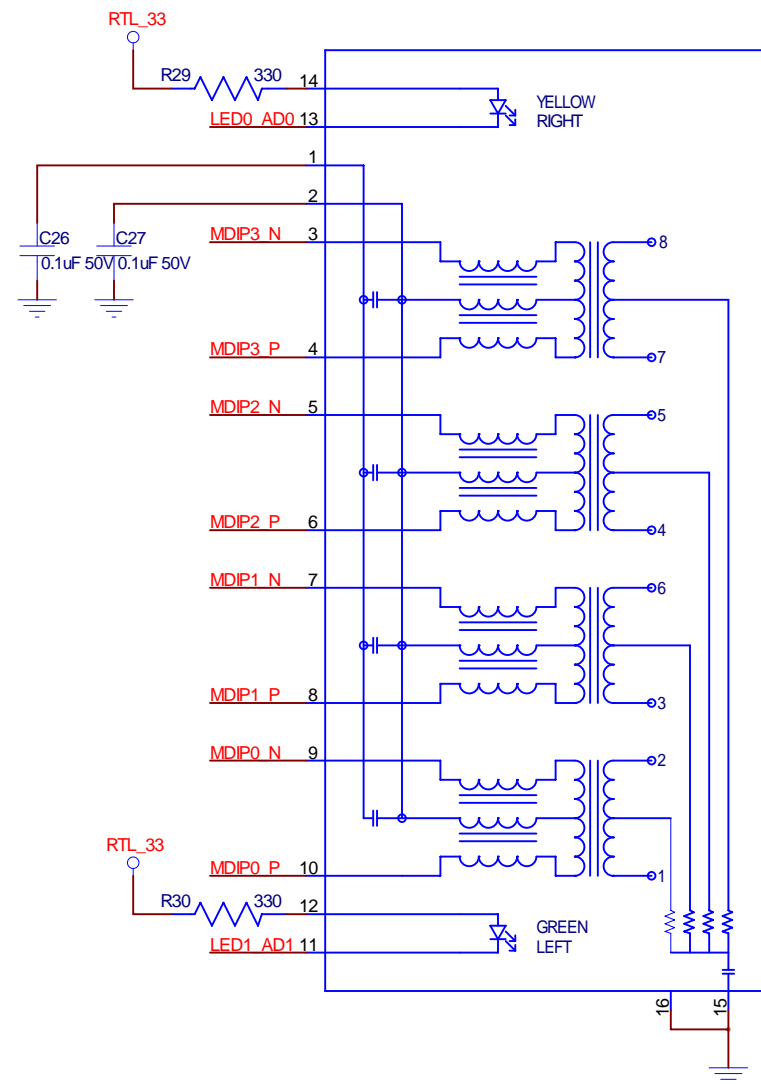 RTL_33
R29 330 14
YELLOW
RIGHT
LED0_AD0 13
1
2
C26 C27
0.1uF 50V 0.1uF 50V
MDIP3_N 3 8
MDIP3_P 4 7
MDIP2_N 5 5
MDIP2_P 6 4
MDIP1_N 7 6
MDIP1_P 8 3
MDIP0_N 9 2
RTL_33
MDIP0_P 10 1
R30 330 12
GREEN
LEFT
LED1_AD1 11
16 15